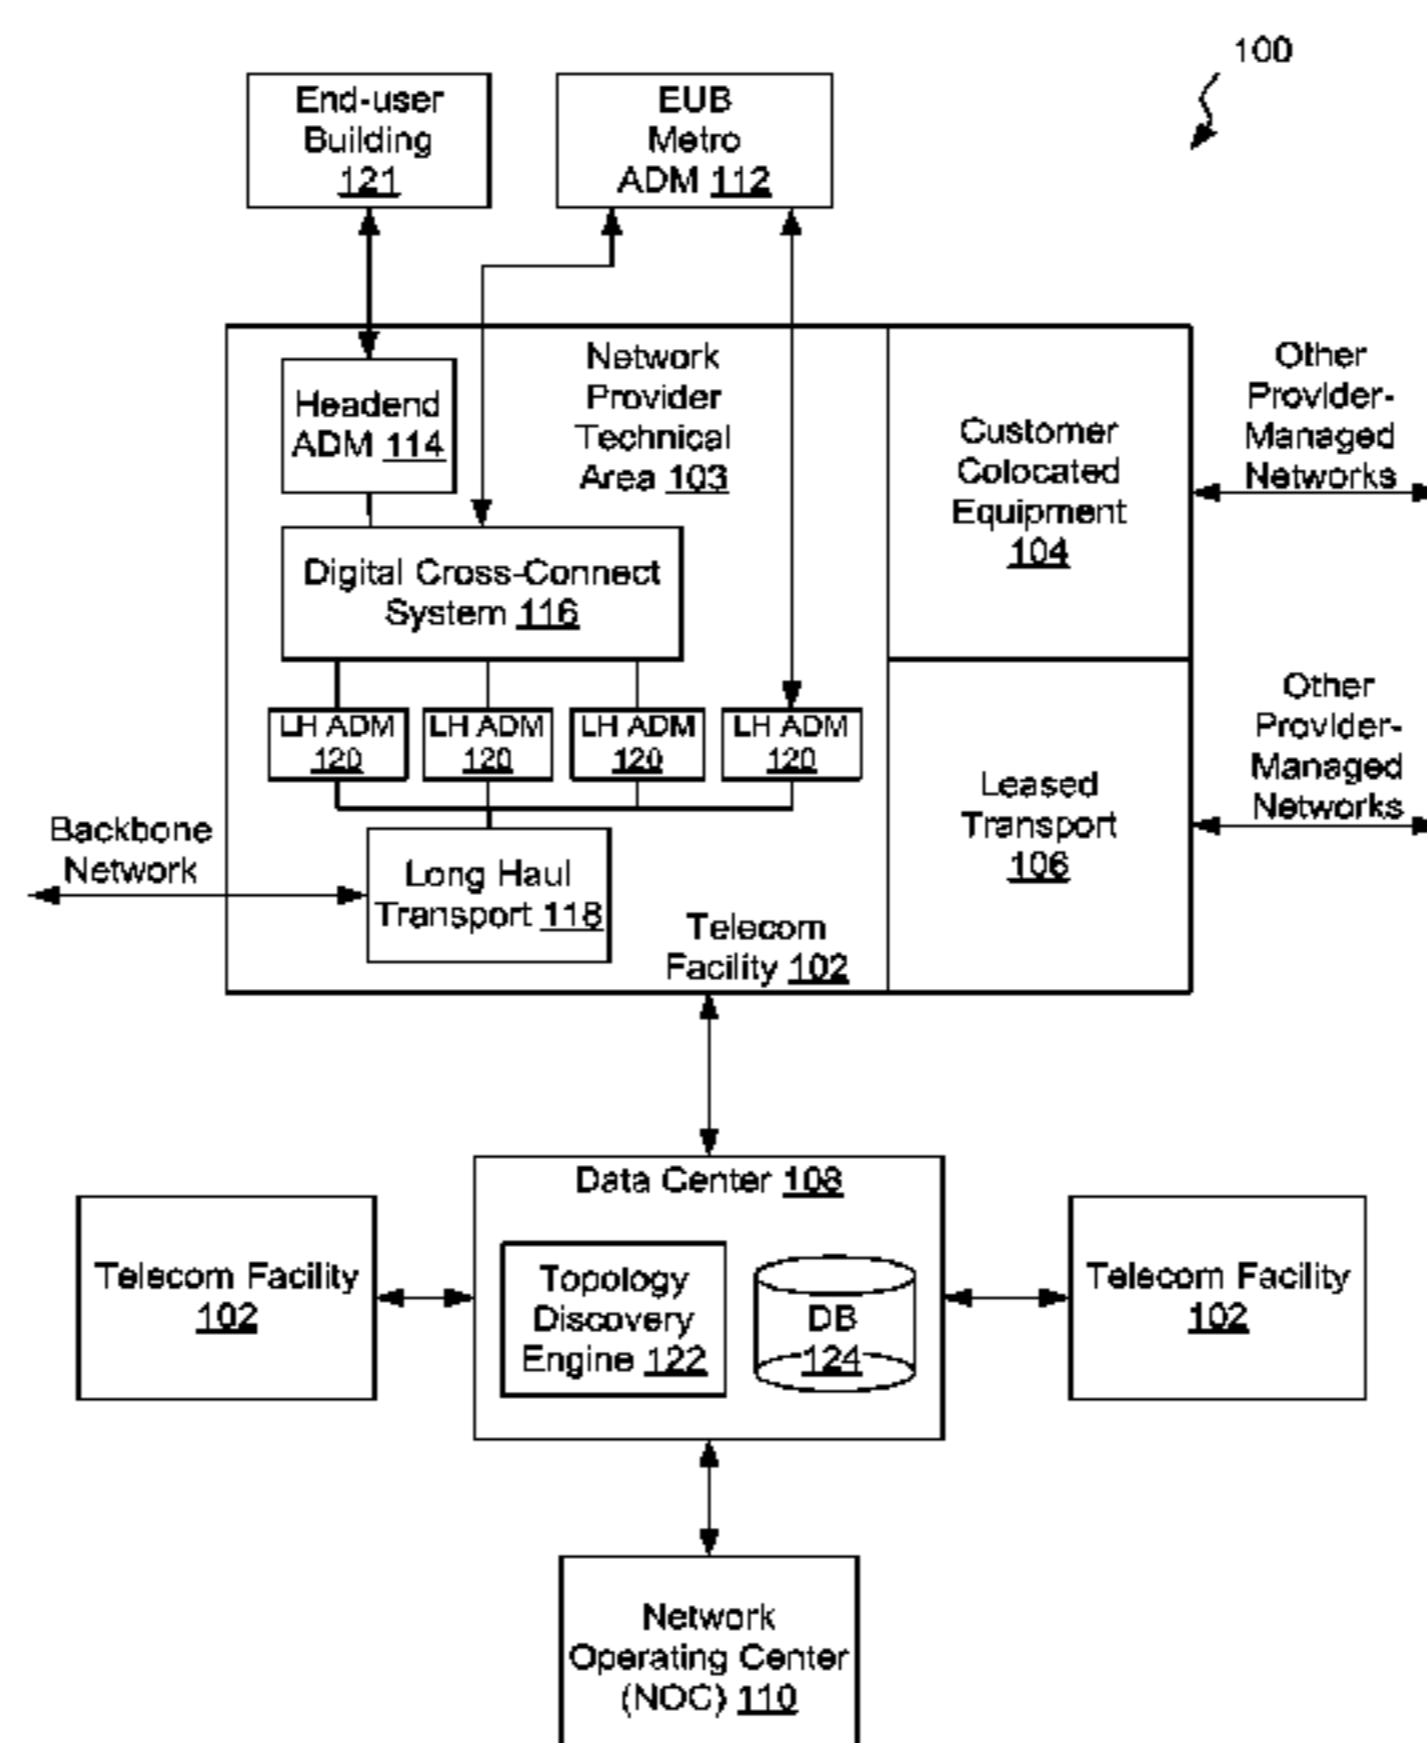 100
End-user
Building
121
EUB
Metro
ADM 112
Network
Provider
Technical
Area 103
Headend
ADM 114
Customer
Colocated
Equipment
104
Other
Provider-
Managed
Networks
Digital Cross-Connect
System 116
LH ADM
120
LH ADM
120
LH ADM
120
LH ADM
120
Leased
Transport
106
Other
Provider-
Managed
Networks
Backbone
Network
Long Haul
Transport 118
Telecom
Facility 102
Data Center 108
Telecom Facility
102
Topology
Discovery
Engine 122
DB
124
Telecom Facility
102
Network
Operating Center
(NOC) 110